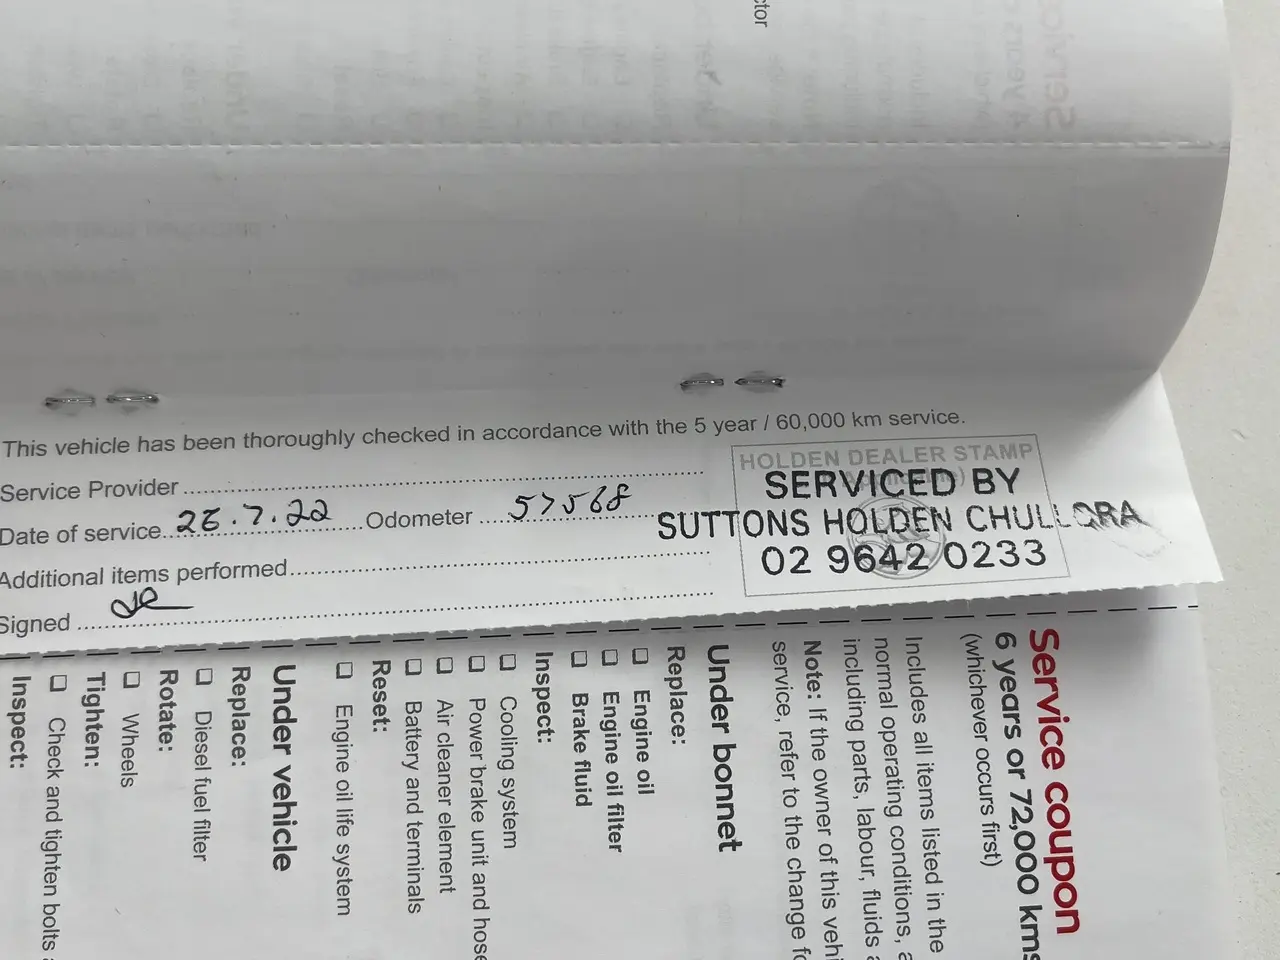 ctor
This vehicle has been thoroughly checked in accordance with the 5 year / 60,000 km service.
Service Provider
Date of service 26.7.22 Odometer 57568
Additional items performed
Signed
HOLDEN DEALER STAMP
SERVICED BY
SUTTONS HOLDEN CHULLORA
02 9642 0233
Service coupon
6 years or 72,000 kms
(whichever occurs first)
Includes all items listed in the
normal operating conditions, a
including parts, labour, fluids a
Note: If the owner of this vehi
service, refer to the change fo
Under bonnet
Replace:
Engine oil
Engine oil filter
Brake fluid
Inspect:
Cooling system
Power brake unit and hose
Air cleaner element
Battery and terminals
Reset:
Engine oil life system
Under vehicle
Replace:
Diesel fuel filter
Rotate:
Wheels
Tighten:
Check and tighten bolts a
Inspect: